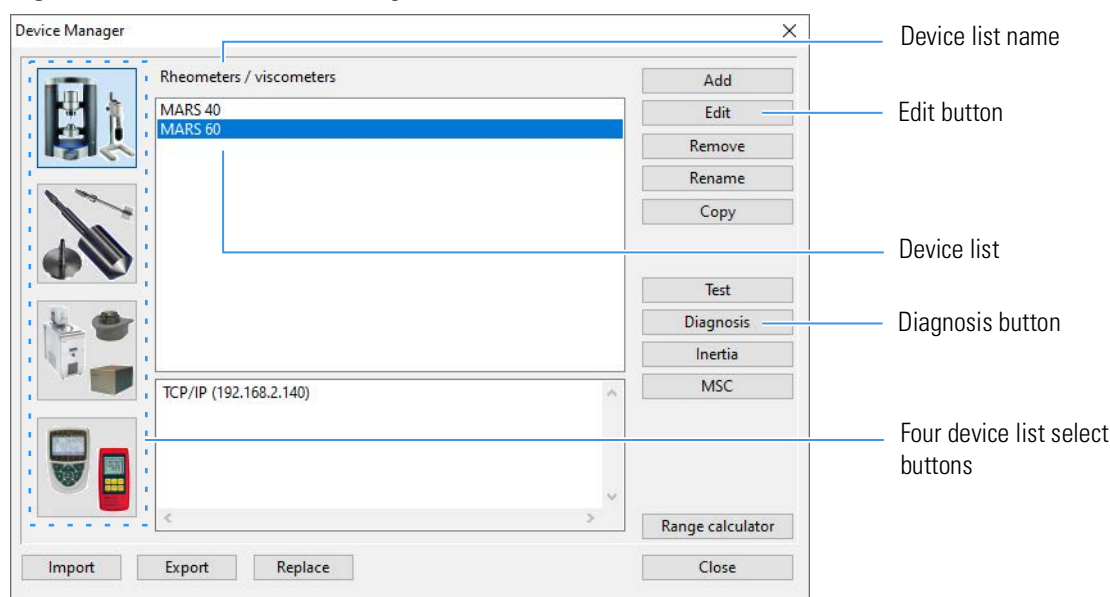 Device Manager
Device list name
Rheometers / viscometers
Add
MARS 40
Edit
Edit button
MARS 60
Remove
Rename
Copy
Device list
Test
Diagnosis
Diagnosis button
Inertia
MSC
TCP/IP (192.168.2.140)
Four device list select
buttons
Range calculator
Import
Export
Replace
Close